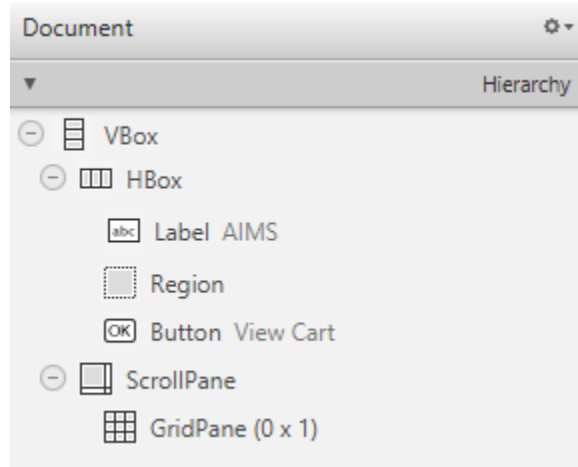 Document
Hierarchy
VBox
HBox
abc Label AIMS
Region
OK Button View Cart
ScrollPane
GridPane (0 x 1)